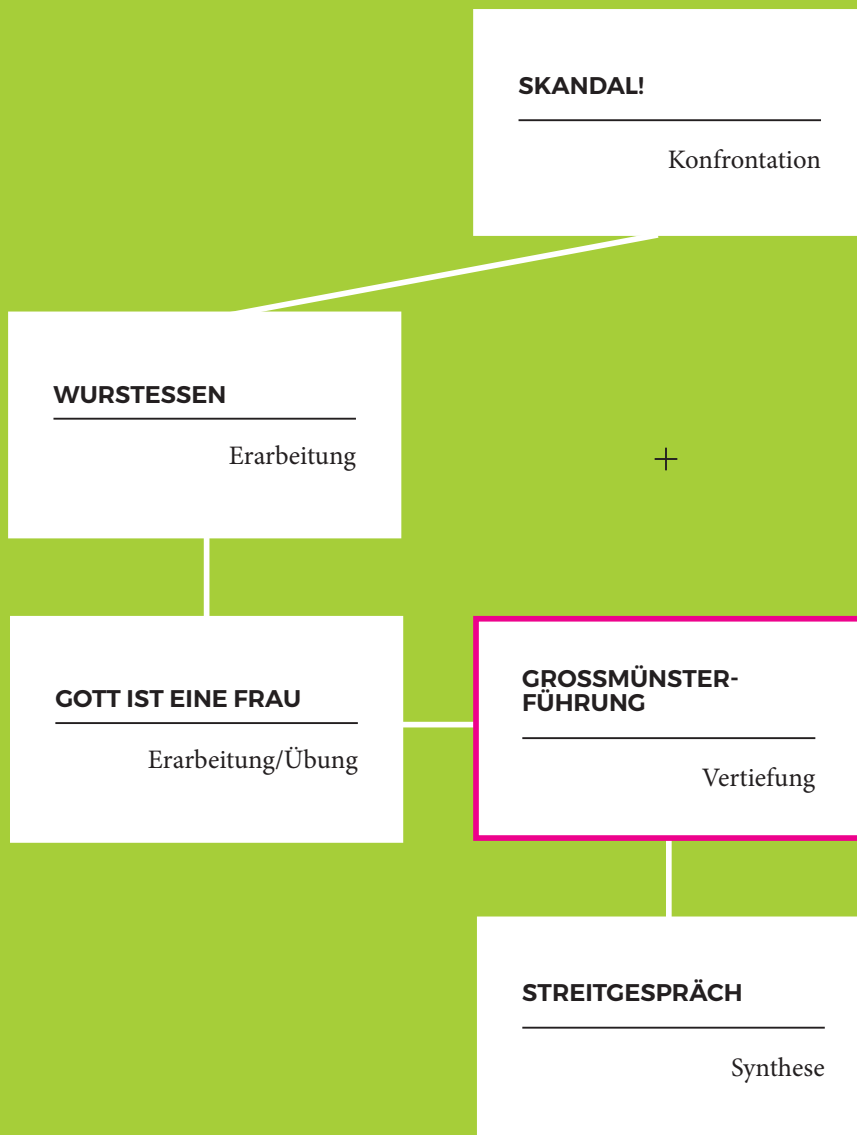 SKANDAL!
Konfrontation
WURSTESSEN
Erarbeitung
+
GOTT IST EINE FRAU
Erarbeitung/Übung
GROSSMÜNSTER-
FÜHRUNG
Vertiefung
STREITGESPRÄCH
Synthese